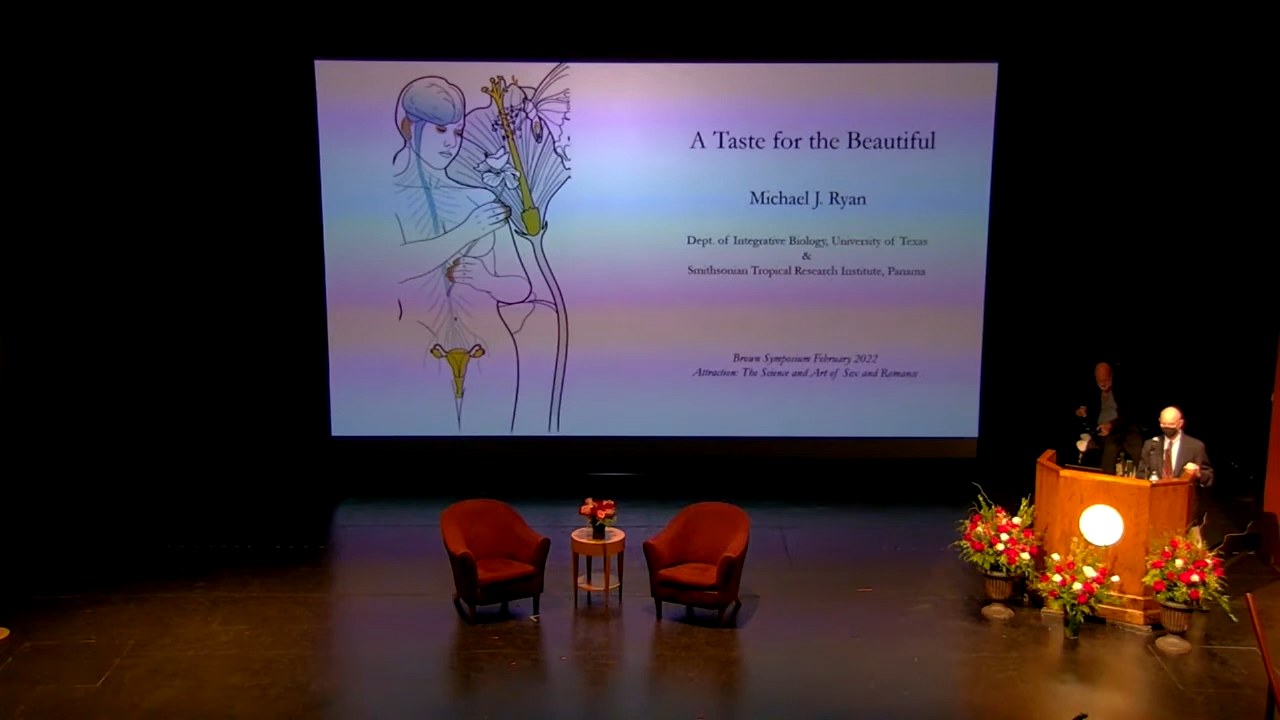 A Taste for the Beautiful
Michael J. Ryan
Dept. of Integrative Biology, University of Texas
&
Smithsonian Tropical Research Institute, Panama
Brown Symposium February 2022
Attraction: The Science and Art of Sex and Romance